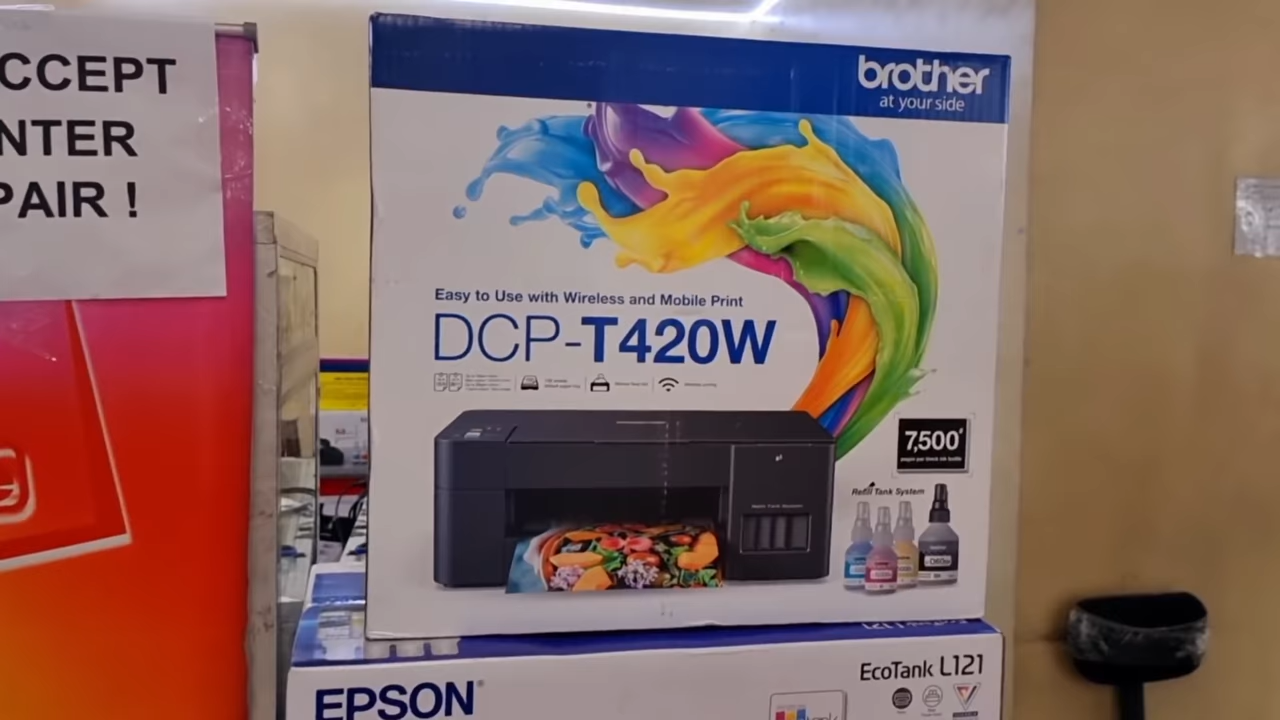 CCEPT
NTER
PAIR !
brother
at your side
Easy to Use with Wireless and Mobile Print
DCP-T420W
7,500
Refill Tank System
EcoTank L121
EPSON